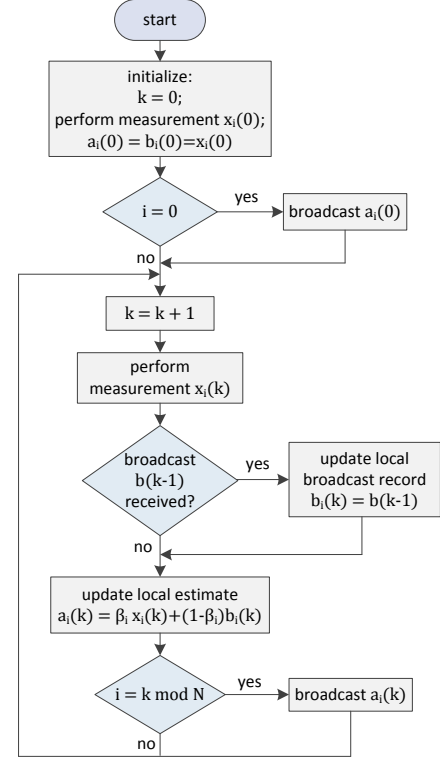 start
initialize:
k = 0;
perform measurement xᵢ(0);
aᵢ(0) = bᵢ(0)=xᵢ(0)
i = 0
yes
broadcast aᵢ(0)
no
k = k + 1
perform
measurement xᵢ(k)
broadcast
b(k-1)
received?
yes
update local
broadcast record
bᵢ(k) = b(k-1)
no
update local estimate
aᵢ(k) = βᵢ xᵢ(k)+(1-βᵢ)bᵢ(k)
i = k mod N
yes
broadcast aᵢ(k)
no